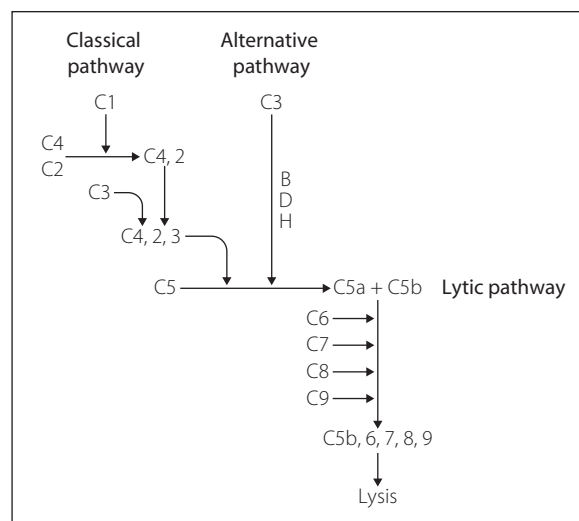 Classical
pathway
Alternative
pathway
C1
C3
C4
C2
C4, 2
C3
B
D
H
C4, 2, 3
C5
C5a + C5b
Lytic pathway
C6
C7
C8
C9
C5b, 6, 7, 8, 9
Lysis